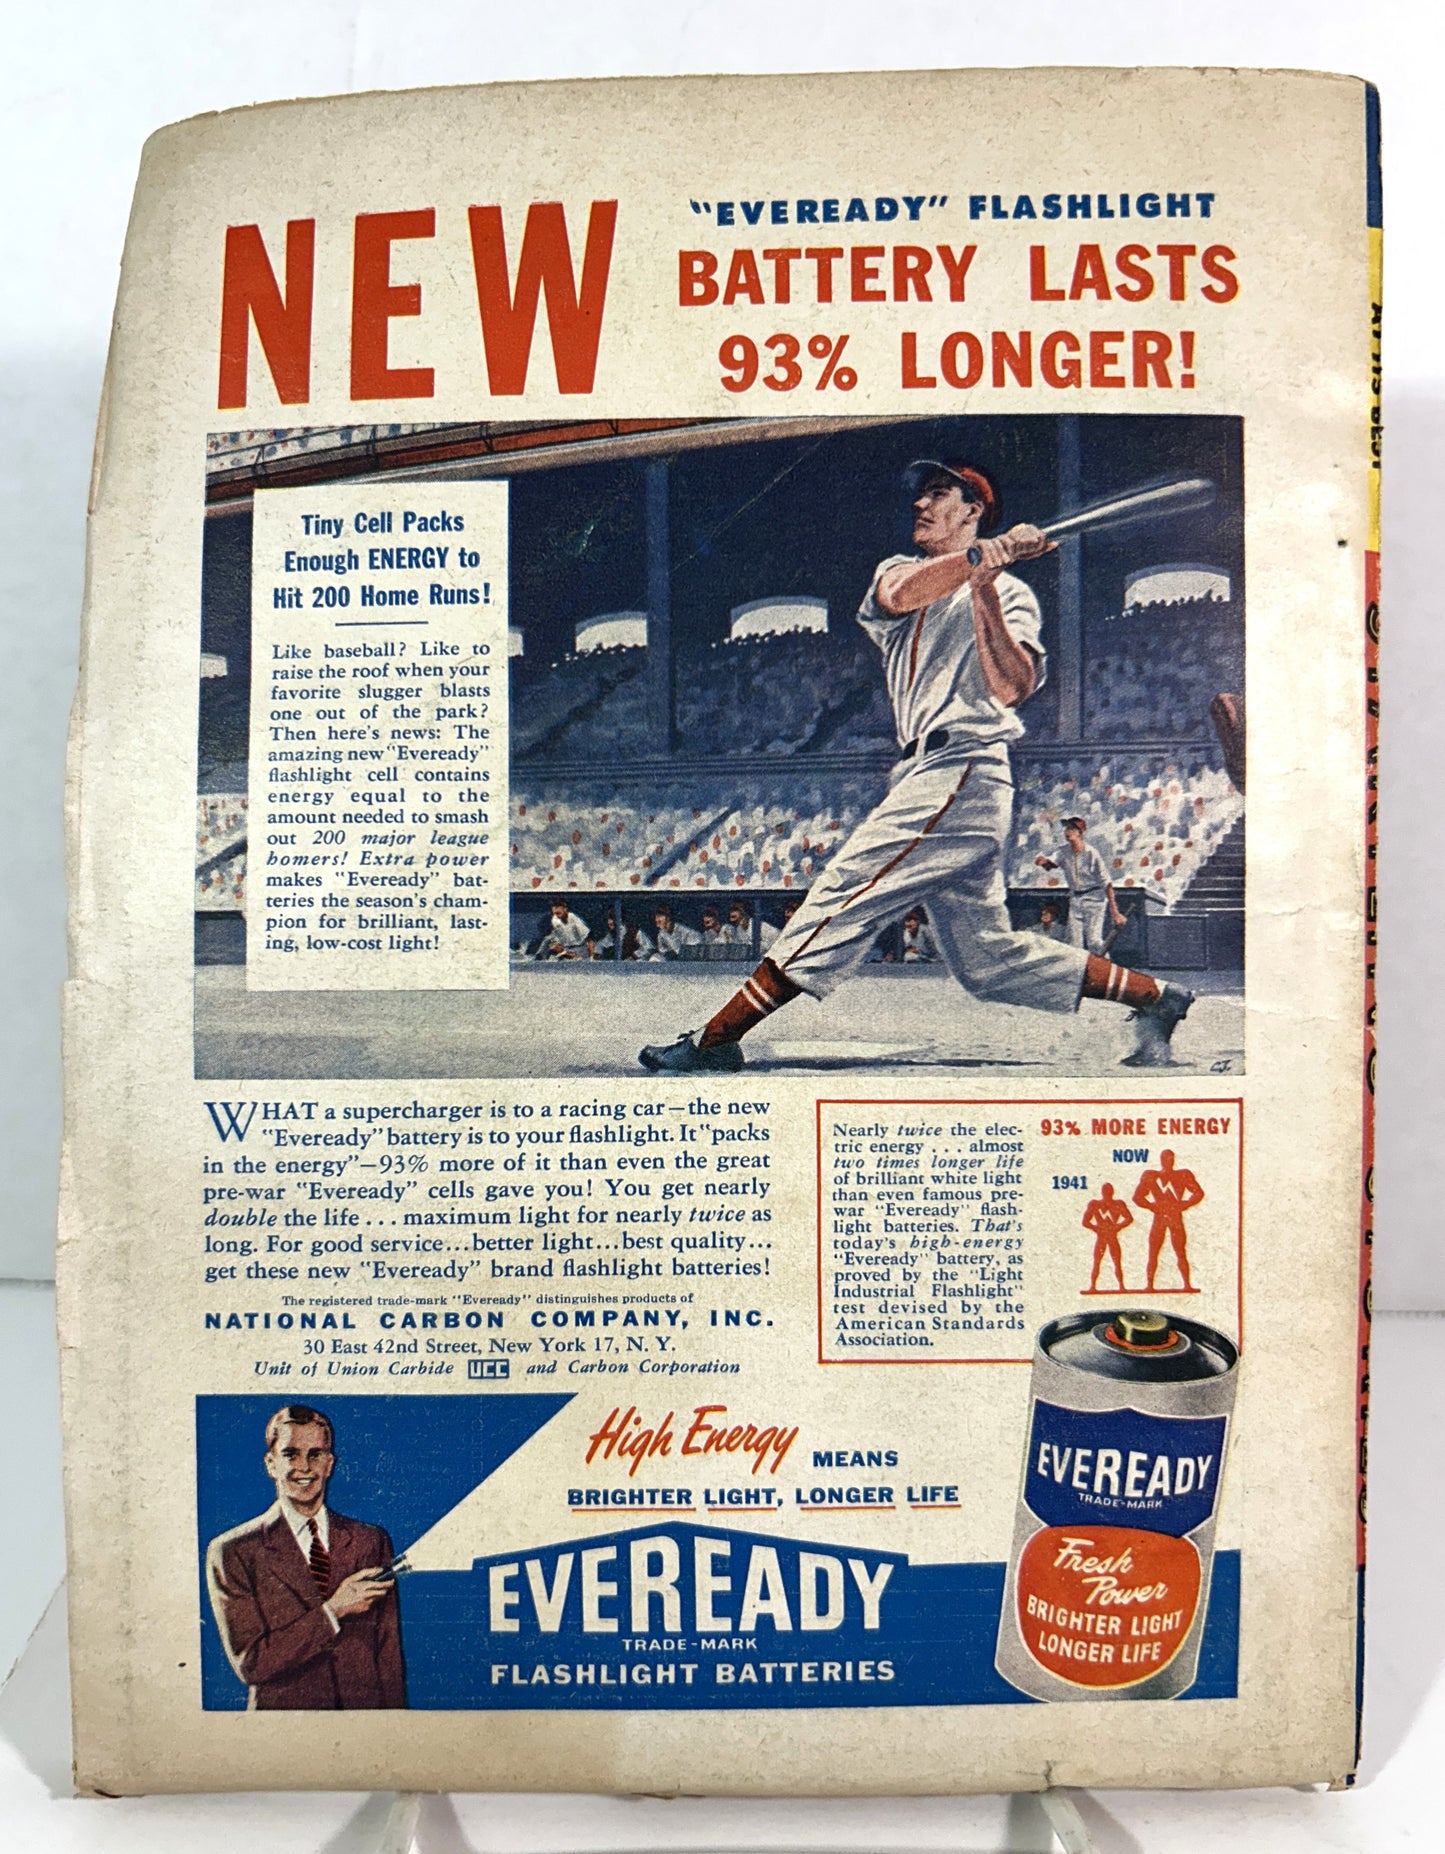 NEW
"EVEREADY" FLASHLIGHT
BATTERY LASTS
93% LONGER!
Tiny Cell Packs
Enough ENERGY to
Hit 200 Home Runs!
Like baseball? Like to
raise the roof when your
favorite slugger blasts
one out of the park?
Then here's news: The
amazing new "Eveready"
flashlight cell contains
energy equal to the
amount needed to smash
out 200 major league
homers! Extra power
makes "Eveready" bat-
teries the season's cham-
pion for brilliant, last-
ing, low-cost light!
WHAT a supercharger is to a racing car—the new
"Eveready" battery is to your flashlight. It "packs
in the energy"—93% more of it than even the great
pre-war "Eveready" cells gave you! You get nearly
double the life ... maximum light for nearly twice as
long. For good service...better light...best quality...
get these new "Eveready" brand flashlight batteries!
The registered trade-mark "Eveready" distinguishes products of
NATIONAL CARBON COMPANY, INC.
30 East 42nd Street, New York 17, N. Y.
Unit of Union Carbide UCC and Carbon Corporation
Nearly twice the elec-
tric energy . . . almost
two times longer life
of brilliant white light
than even famous pre-
war "Eveready" flash-
light batteries. That's
today's high-energy
"Eveready" battery, as
proved by the "Light
Industrial Flashlight"
test devised by the
American Standards
Association.
93% MORE ENERGY
NOW
1941
High Energy MEANS
BRIGHTER LIGHT, LONGER LIFE
EVEREADY
TRADE-MARK
FLASHLIGHT BATTERIES
EVEREADY
TRADE-MARK
Fresh
Power
BRIGHTER LIGHT
LONGER LIFE